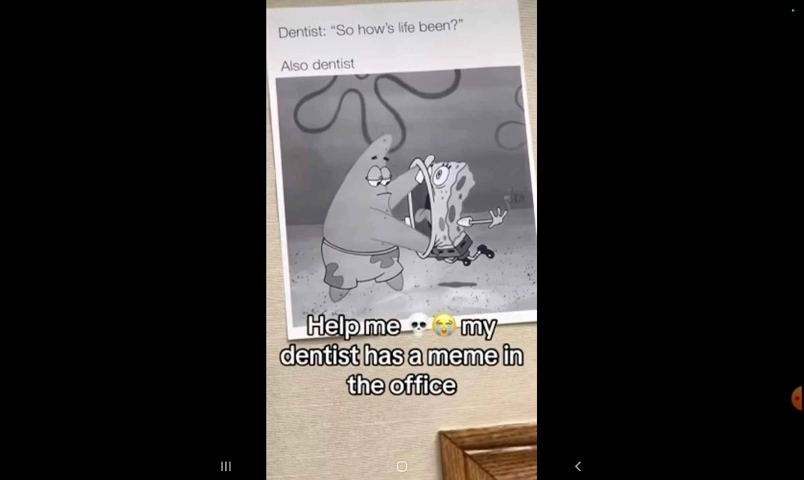 Dentist: “So how's life been?”
Also dentist
Help me 💀😭 my
dentist has a meme in
the office